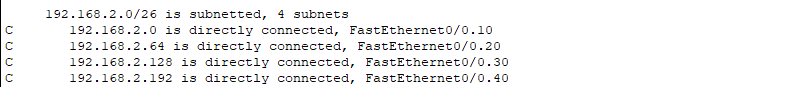 192.168.2.0/26 is subnetted, 4 subnets
C 192.168.2.0 is directly connected, FastEthernet0/0.10
C 192.168.2.64 is directly connected, FastEthernet0/0.20
C 192.168.2.128 is directly connected, FastEthernet0/0.30
C 192.168.2.192 is directly connected, FastEthernet0/0.40